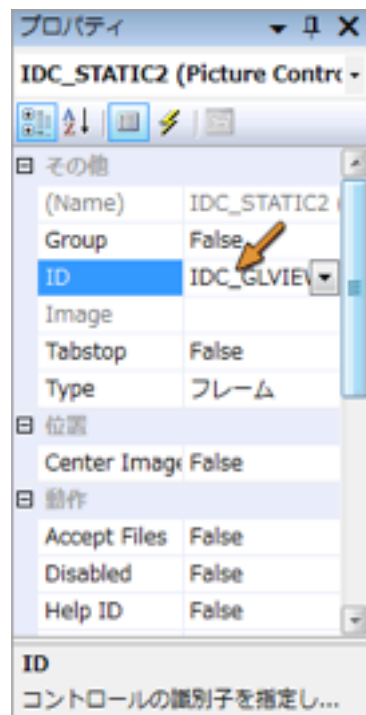 プロパティ
IDC_STATIC2 (Picture Contro
その他
(Name) IDC_STATIC2 (
Group False
ID IDC_GLVIEW
Image
Tabstop False
Type フレーム
位置
Center Image False
動作
Accept Files False
Disabled False
Help ID False
ID
コントロールの識別子を指定し...